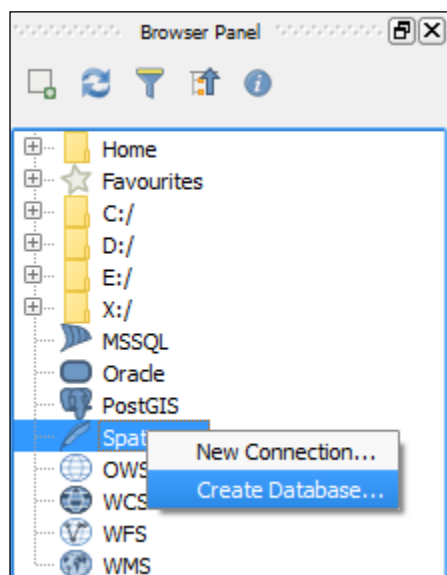 Browser Panel
Home
Favourites
C:/
D:/
E:/
X:/
MSSQL
Oracle
PostGIS
Spat
New Connection...
OWS
Create Database...
WCS
WFS
WMS